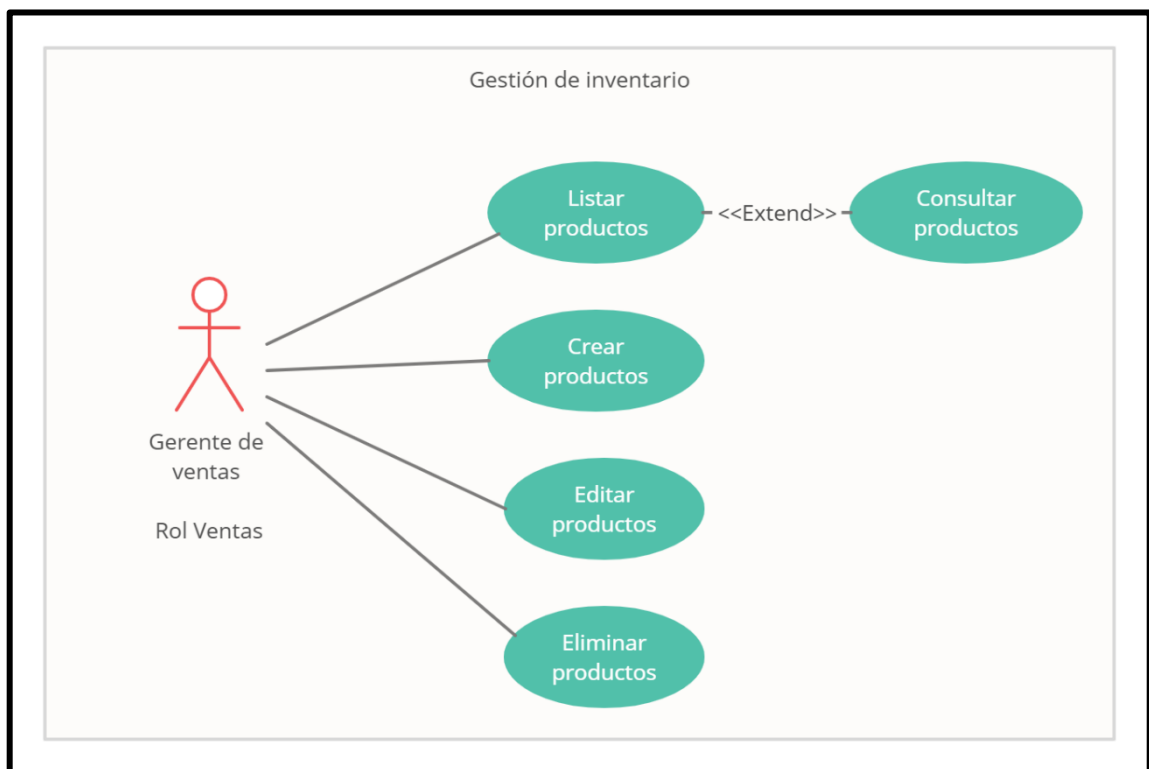 Gestión de inventario
Listar
productos
<<Extend>>
Consultar
productos
Crear
productos
Gerente de
ventas
Rol Ventas
Editar
productos
Eliminar
productos